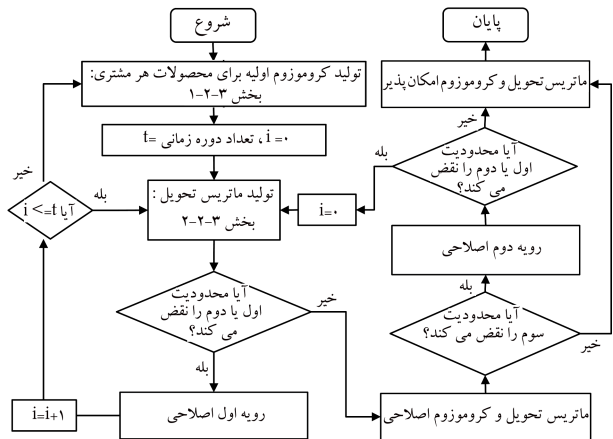 شروع
تولید کروموزوم اولیه برای محصولات هر مشتری:
بخش ۳-۲-۱
i =۰ ، تعداد دوره زمانی =t
تولید ماتریس تحویل :
بخش ۳-۲-۲
آیا محدودیت
اول یا دوم را نقض
می کند؟
بله
رویه اول اصلاحی
i=i+۱
آیا i <=t
خیر
بله
خیر
ماتریس تحویل و کروموزوم اصلاحی
آیا محدودیت
سوم را نقض می کند؟
بله
خیر
رویه دوم اصلاحی
آیا محدودیت
اول یا دوم را نقض
می کند؟
بله
i=۰
خیر
ماتریس تحویل و کروموزوم امکان پذیر
پایان